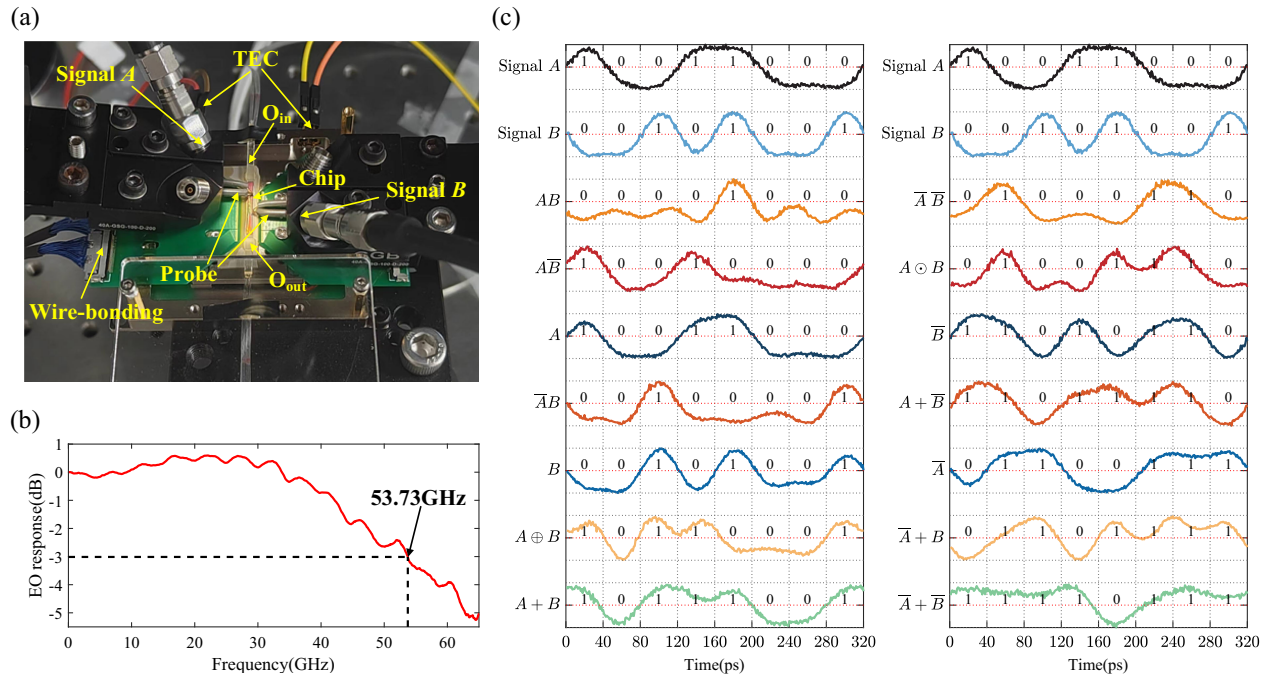 (a)
Signal A
TEC
O_in
Chip
Signal B
Probe
O_out
Wire-bonding
40A-GSG-100-D-200
(b)
1
0
-1
-2
-3
-4
-5
EO response(dB)
53.73GHz
0 10 20 30 40 50 60
Frequency(GHz)
(c)
Signal A 1 0 0 1 1 0 0 0
Signal B 0 0 1 0 1 0 0 1
AB 0 0 0 0 1 0 0 0
AB̅ 1 0 0 1 0 0 0 0
A 1 0 0 1 1 0 0 0
A̅B 0 0 1 0 0 0 0 1
B 0 0 1 0 1 0 0 1
A ⊕ B 1 0 1 1 0 0 0 1
A + B 1 0 1 1 1 0 0 1
0 40 80 120 160 200 240 280 320
Time(ps)
Signal A 1 0 0 1 1 0 0 0
Signal B 0 0 1 0 1 0 0 1
A̅ B̅ 0 1 0 0 0 1 1 0
A ⊙ B 0 1 0 0 1 1 1 0
B̅ 1 1 0 1 0 1 1 0
A + B̅ 1 1 0 1 1 1 1 0
A̅ 0 1 1 0 0 1 1 1
A̅ + B 0 1 1 0 1 1 1 1
A̅ + B̅ 1 1 1 1 0 1 1 1
0 40 80 120 160 200 240 280 320
Time(ps)